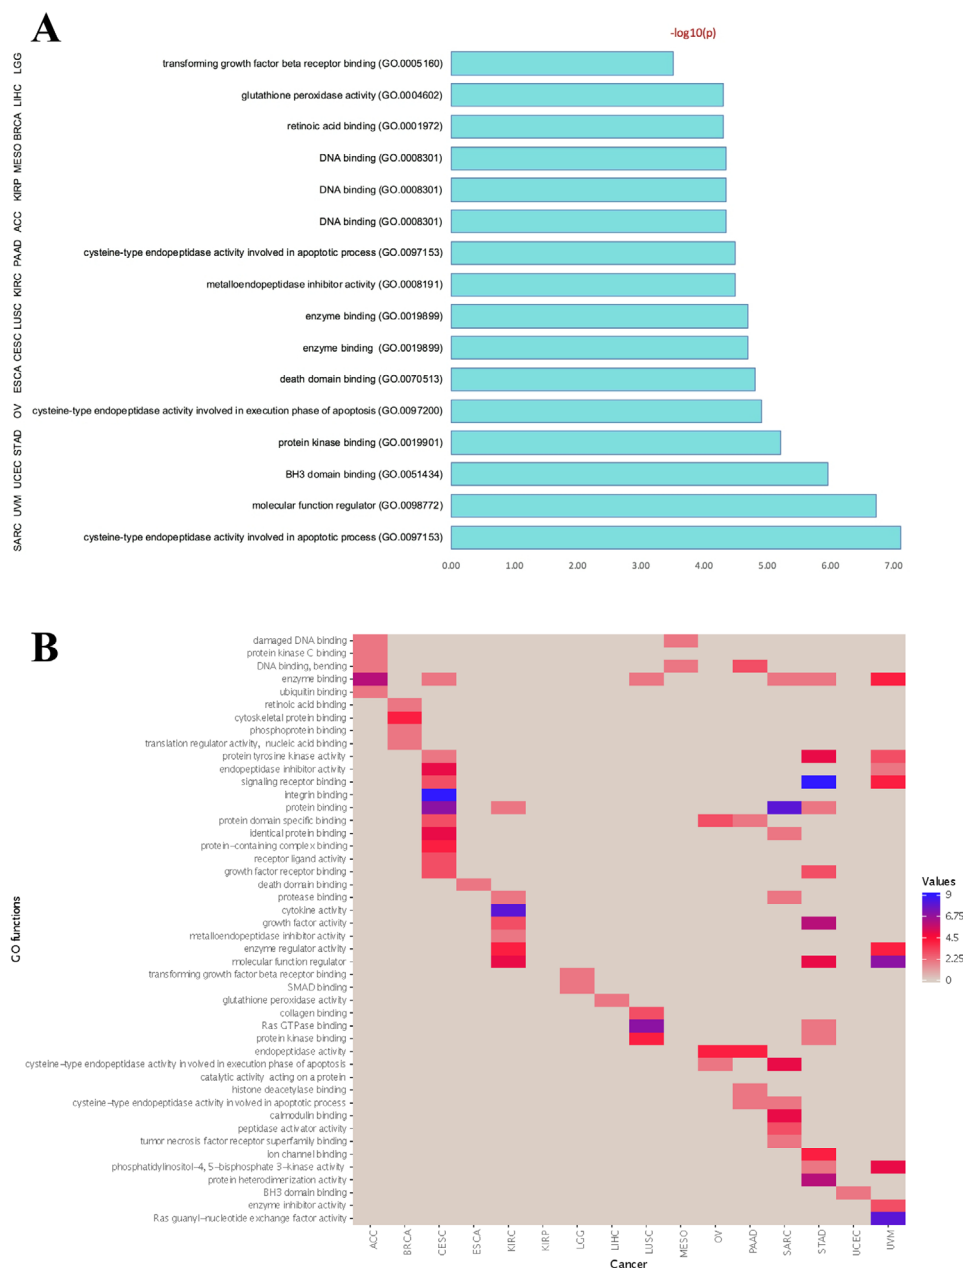 A
-log10(p)
LGG transforming growth factor beta receptor binding (GO.0005160)
LIHC glutathione peroxidase activity (GO.0004602)
BRCA retinoic acid binding (GO.0001972)
MESO DNA binding (GO.0008301)
KIRP DNA binding (GO.0008301)
ACC DNA binding (GO.0008301)
PAAD cysteine-type endopeptidase activity involved in apoptotic process (GO.0097153)
KIRC metalloendopeptidase inhibitor activity (GO.0008191)
LUSC enzyme binding (GO.0019899)
CESC enzyme binding (GO.0019899)
ESCA death domain binding (GO.0070513)
OV cysteine-type endopeptidase activity involved in execution phase of apoptosis (GO.0097200)
STAD protein kinase binding (GO.0019901)
UCEC BH3 domain binding (GO.0051434)
UVM molecular function regulator (GO.0098772)
SARC cysteine-type endopeptidase activity involved in apoptotic process (GO.0097153)
0.00 1.00 2.00 3.00 4.00 5.00 6.00 7.00
B
GO functions
damaged DNA binding
protein kinase C binding
DNA binding, bending
enzyme binding
ubiquitin binding
retinoic acid binding
cytoskeletal protein binding
phosphoprotein binding
translation regulator activity, nucleic acid binding
protein tyrosine kinase activity
endopeptidase inhibitor activity
signaling receptor binding
integrin binding
protein binding
protein domain specific binding
identical protein binding
protein-containing complex binding
receptor ligand activity
growth factor receptor binding
death domain binding
protease binding
cytokine activity
growth factor activity
metalloendopeptidase inhibitor activity
enzyme regulator activity
molecular function regulator
transforming growth factor beta receptor binding
SMAD binding
glutathione peroxidase activity
collagen binding
Ras GTPase binding
protein kinase binding
endopeptidase activity
cysteine-type endopeptidase activity in volved in execution phase of apoptosis
catalytic activity acting on a protein
histone deacetylase binding
cysteine-type endopeptidase activity in volved in apoptotic process
calmodulin binding
peptidase activator activity
tumor necrosis factor receptor superfamily binding
ion channel binding
phosphatidylinositol-4, 5-bisphosphate 3-kinase activity
protein heterodimerization activity
BH3 domain binding
enzyme inhibitor activity
Ras guanyl-nucleotide exchange factor activity
ACC BRCA CESC ESCA KIRC KIRP LGG LIHC LUSC MESO OV PAAD SARC STAD UCEC UVM
Cancer
Values
9
6.75
4.5
2.25
0